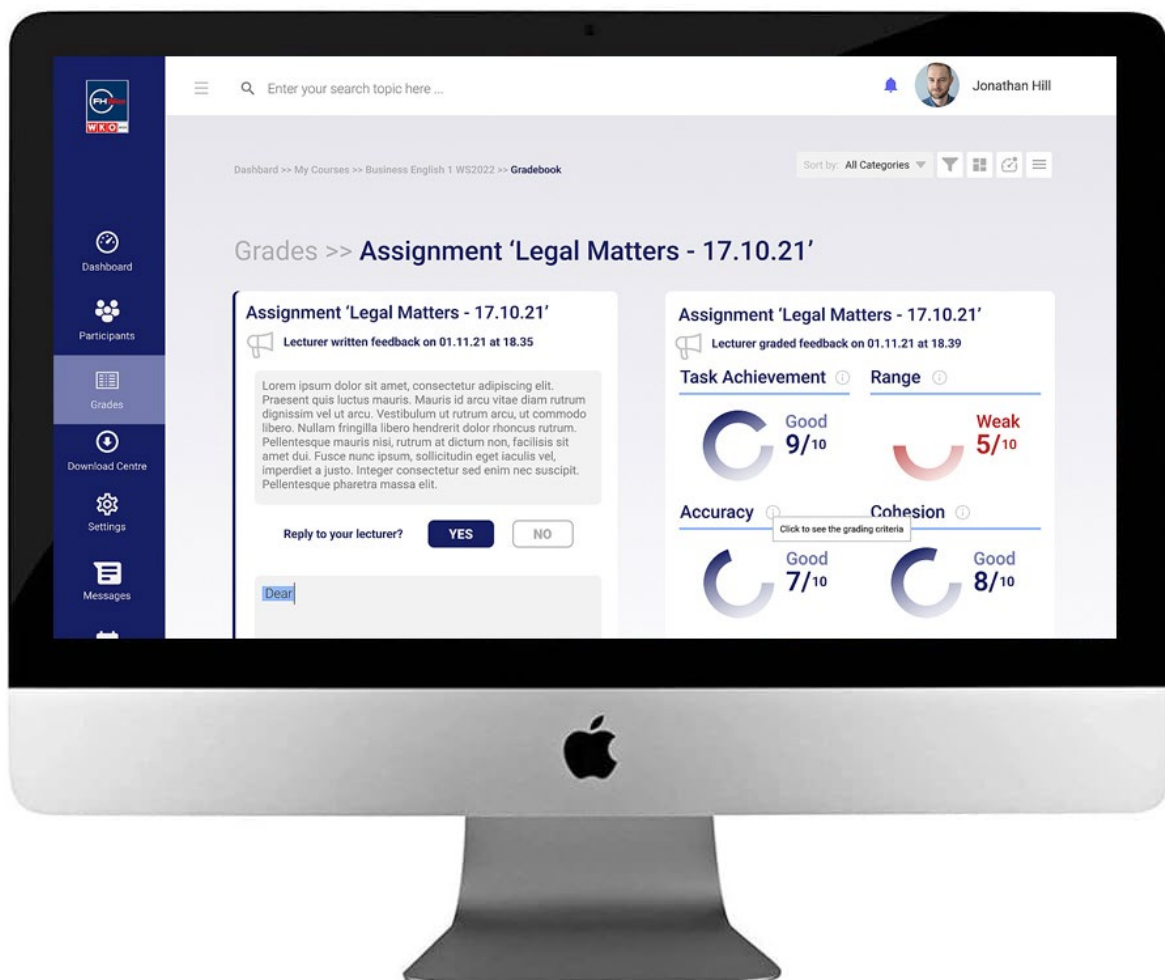 FH
WKO
Enter your search topic here ...
Jonathan Hill
Dashbard >> My Courses >> Business English 1 WS2022 >> Gradebook
Sort by: All Categories
Dashboard
Participants
Grades
Download Centre
Settings
Messages
Grades >> Assignment ‘Legal Matters - 17.10.21’
Assignment ‘Legal Matters - 17.10.21’
Lecturer written feedback on 01.11.21 at 18.35
Lorem ipsum dolor sit amet, consectetur adipiscing elit.
Praesent quis luctus mauris. Mauris id arcu vitae diam rutrum
dignissim vel ut arcu. Vestibulum ut rutrum arcu, ut commodo
libero. Nullam fringilla libero hendrerit dolor rhoncus rutrum.
Pellentesque mauris nisi, rutrum at dictum non, facilisis sit
amet dui. Fusce nunc ipsum, sollicitudin eget iaculis vel,
imperdiet a justo. Integer consectetur sed enim nec suscipit.
Pellentesque pharetra massa elit.
Reply to your lecturer? YES NO
Dear
Assignment ‘Legal Matters - 17.10.21’
Lecturer graded feedback on 01.11.21 at 18.39
Task Achievement
Good
9/10
Range
Weak
5/10
Accuracy
Click to see the grading criteria
Good
7/10
Cohesion
Good
8/10